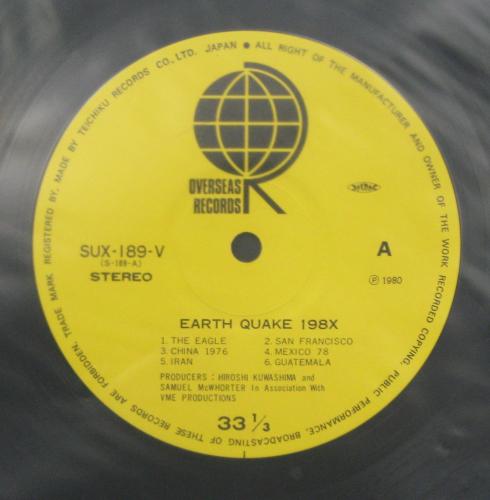 TRADE MARK REGISTERED BY. MADE BY TEICHIKU RECORDS CO., LTD. JAPAN • ALL RIGHT OF THE MANUFACTURER AND OWNER OF THE WORK RECORDED COPYING, PUBLIC PERFORMANCE, BROADCASTING OF THESE RECORDS ARE FORBIDDEN.
OVERSEAS
RECORDS
SUX-189-V
(S-189-A)
STEREO
A
Ⓟ 1980
EARTH QUAKE 198X
1. THE EAGLE 2. SAN FRANCISCO
3. CHINA 1976 4. MEXICO 78
5. IRAN 6. GUATEMALA
PRODUCERS : HIROSHI KUWASHIMA and
SAMUEL McWHORTER In Association With
VME PRODUCTIONS
33 1/3